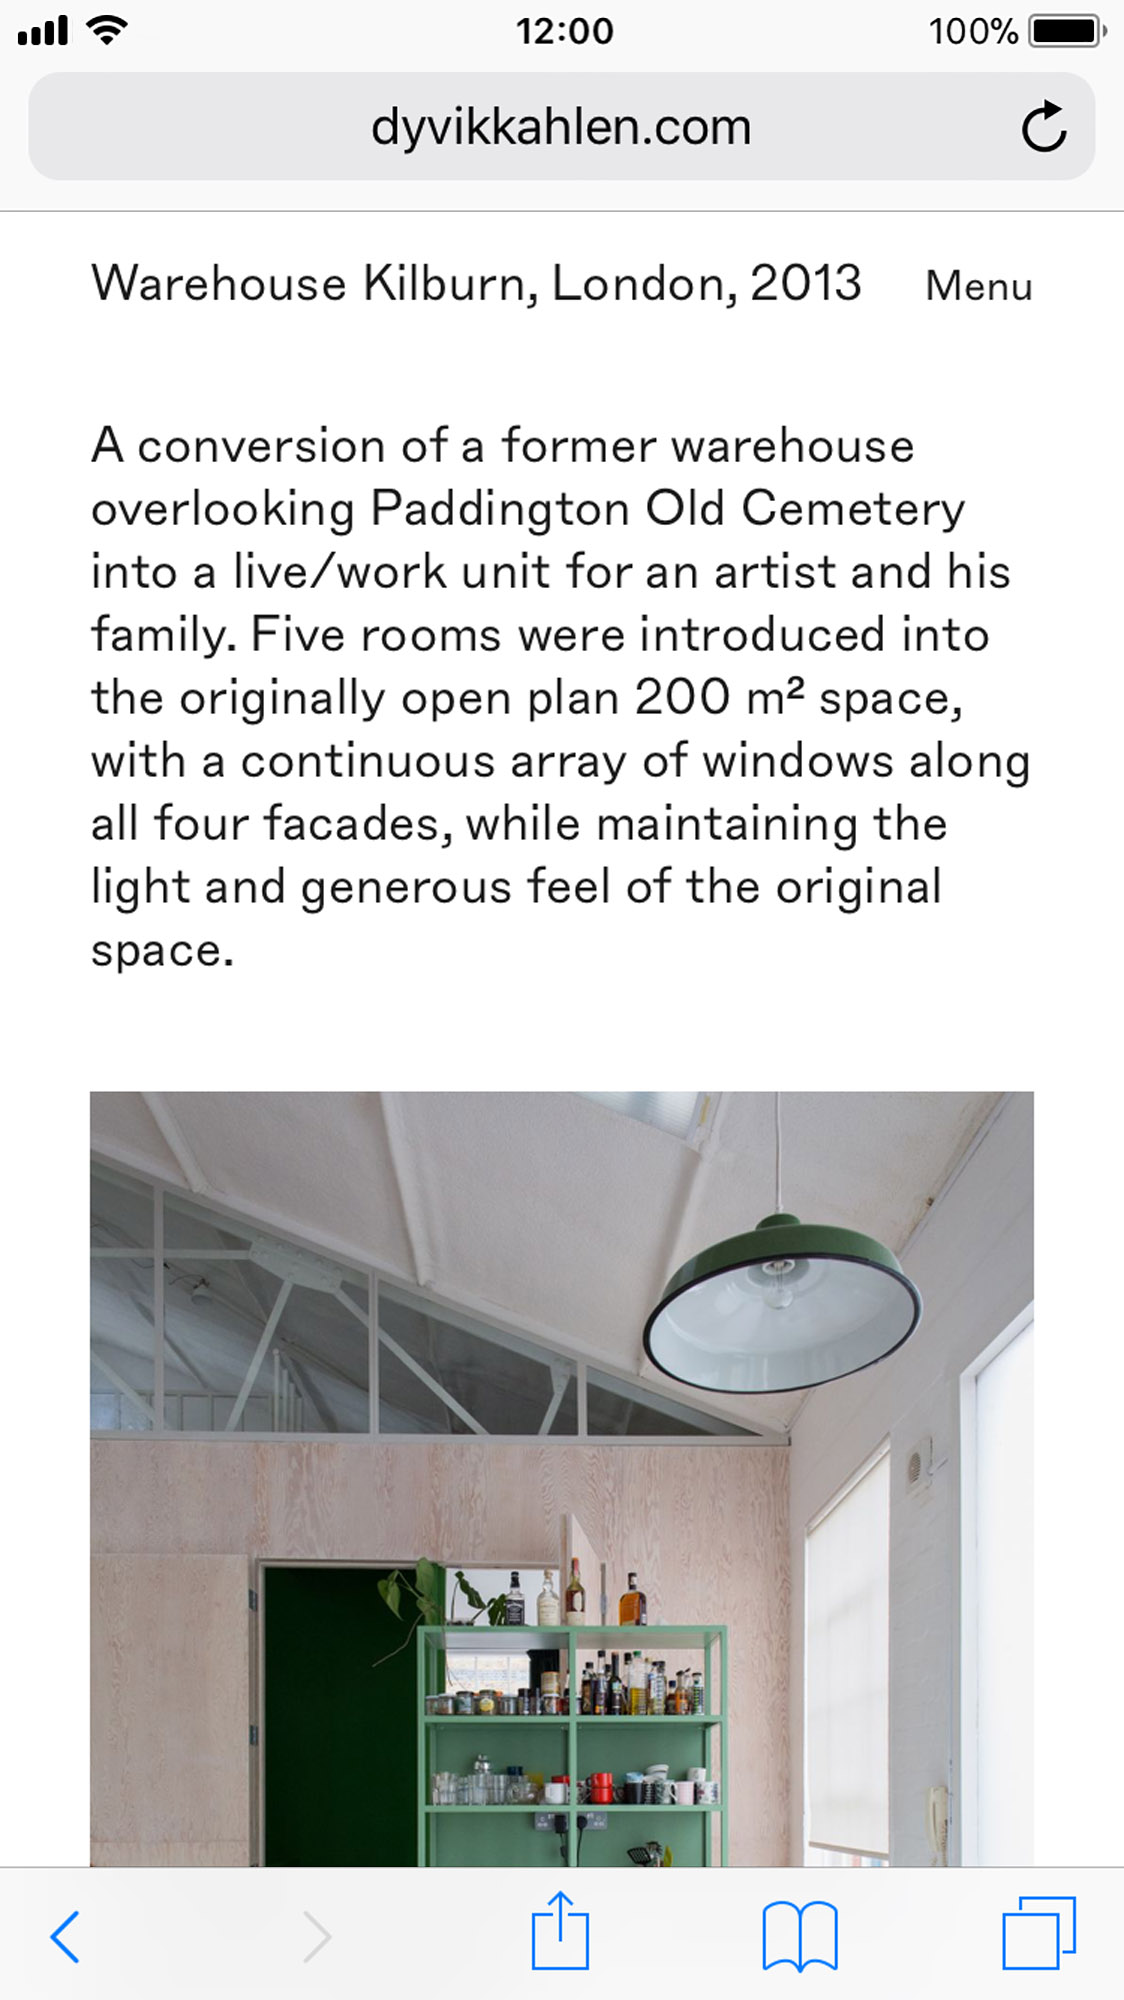 12:00
100%
dyvikkahlen.com
Warehouse Kilburn, London, 2013
Menu
A conversion of a former warehouse
overlooking Paddington Old Cemetery
into a live/work unit for an artist and his
family. Five rooms were introduced into
the originally open plan 200 m² space,
with a continuous array of windows along
all four facades, while maintaining the
light and generous feel of the original
space.